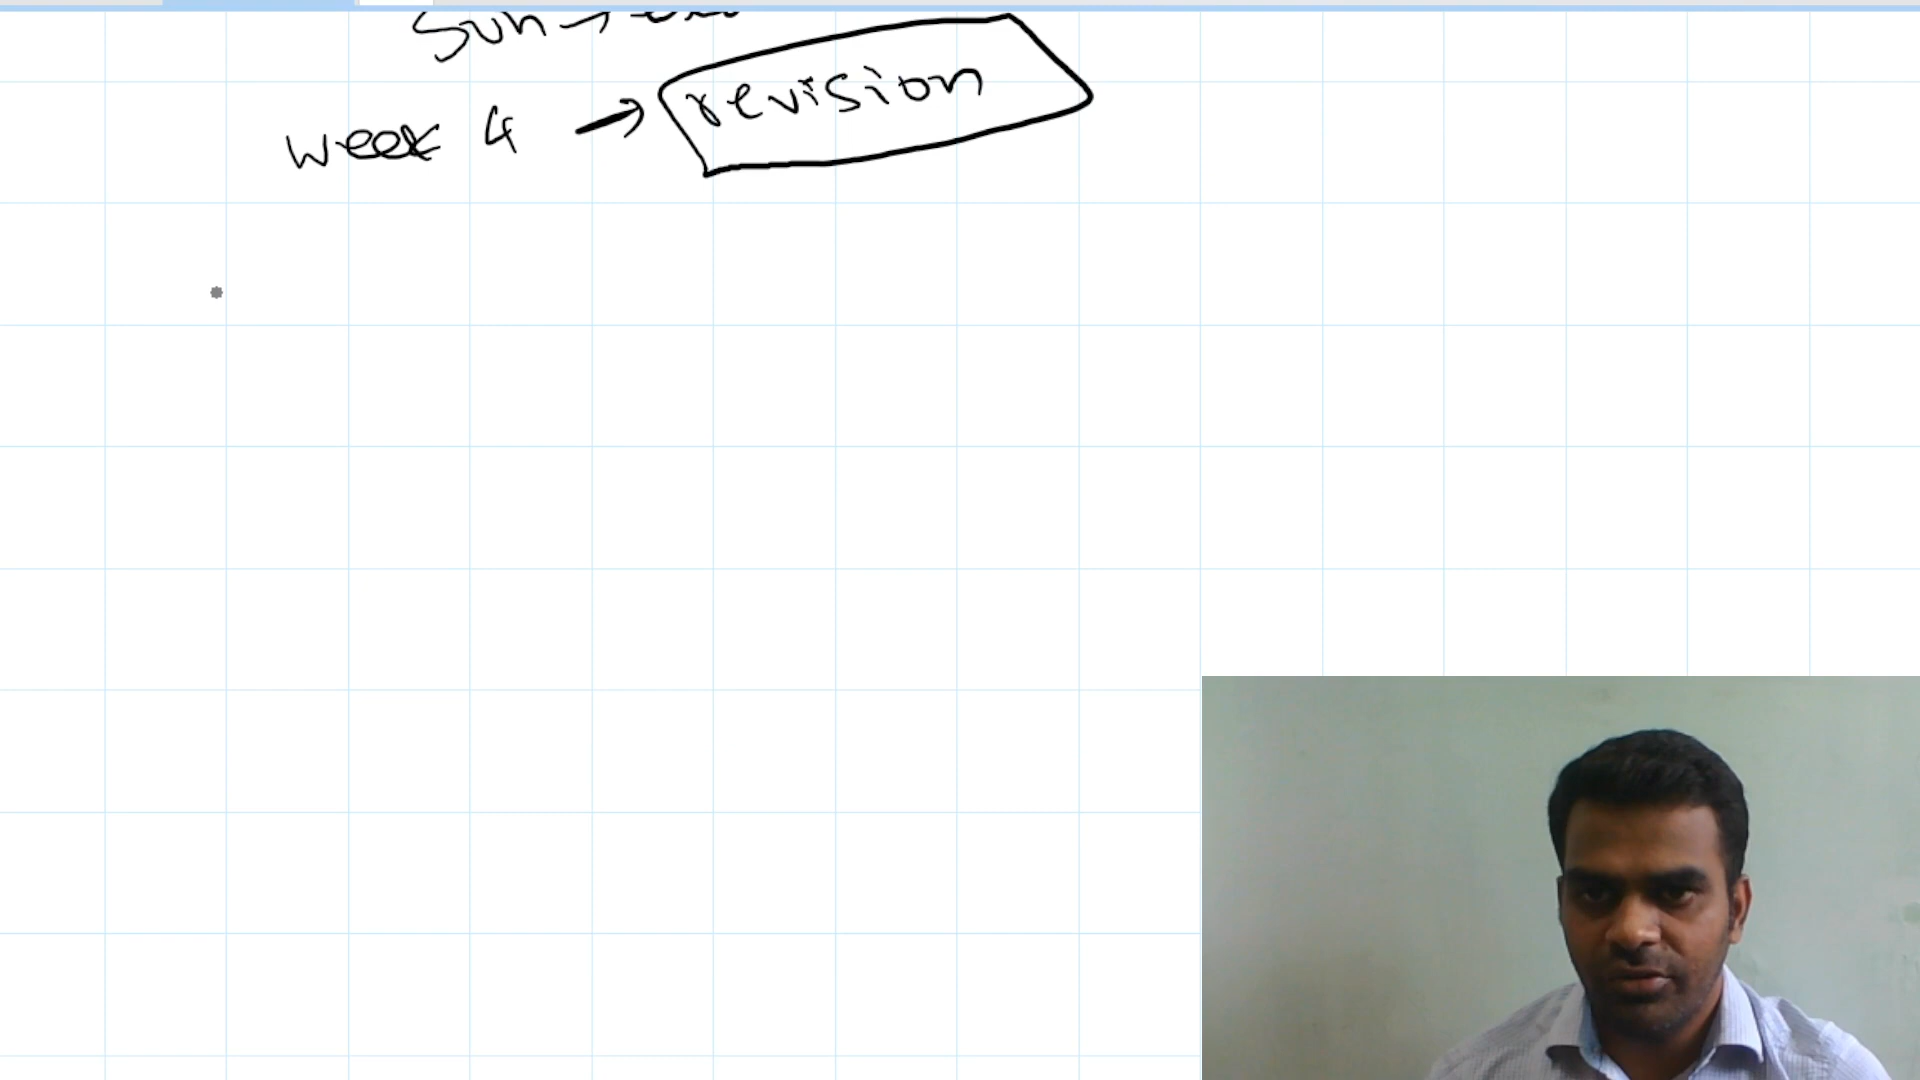 Sun →
week 4 → revision